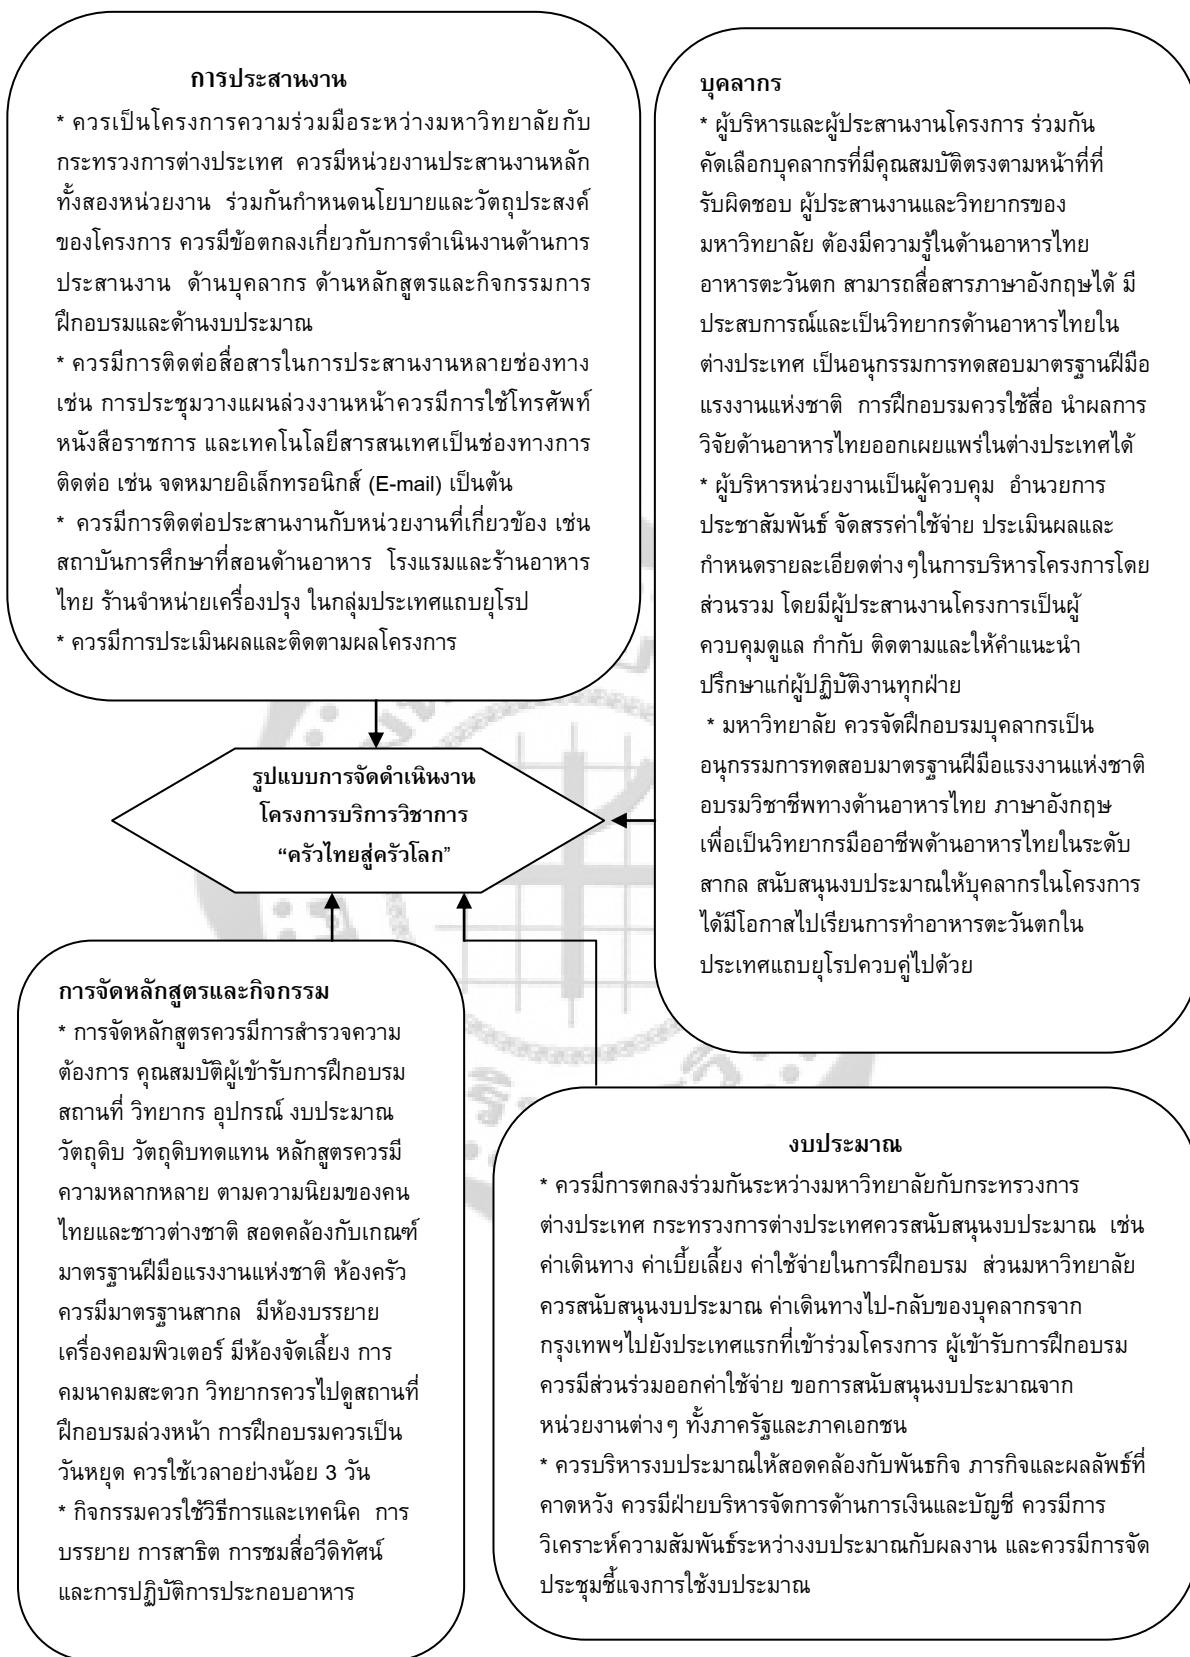 การประสานงาน
* ควรเป็นโครงการความร่วมมือระหว่างมหาวิทยาลัยกับ
กระทรวงการต่างประเทศ ควรมีหน่วยงานประสานงานหลัก
ทั้งสองหน่วยงาน ร่วมกันกำหนดนโยบายและวัตถุประสงค์
ของโครงการ ควรมีข้อตกลงเกี่ยวกับการดำเนินงานด้านการ
ประสานงาน ด้านบุคลากร ด้านหลักสูตรและกิจกรรมการ
ฝึกอบรมและด้านงบประมาณ
* ควรมีการติดต่อสื่อสารในการประสานงานหลายช่องทาง
เช่น การประชุมวางแผนล่วงงานหน้าควรมีการใช้โทรศัพท์
หนังสือราชการ และเทคโนโลยีสารสนเทศเป็นช่องทางการ
ติดต่อ เช่น จดหมายอิเล็กทรอนิกส์ (E-mail) เป็นต้น
* ควรมีการติดต่อประสานงานกับหน่วยงานที่เกี่ยวข้อง เช่น
สถาบันการศึกษาที่สอนด้านอาหาร โรงแรมและร้านอาหาร
ไทย ร้านจำหน่ายเครื่องปรุง ในกลุ่มประเทศแถบยุโรป
* ควรมีการประเมินผลและติดตามผลโครงการ
บุคลากร
* ผู้บริหารและผู้ประสานงานโครงการ ร่วมกัน
คัดเลือกบุคลากรที่มีคุณสมบัติตรงตามหน้าที่ที่
รับผิดชอบ ผู้ประสานงานและวิทยากรของ
มหาวิทยาลัย ต้องมีความรู้ในด้านอาหารไทย
อาหารตะวันตก สามารถสื่อสารภาษาอังกฤษได้ มี
ประสบการณ์และเป็นวิทยากรด้านอาหารไทยใน
ต่างประเทศ เป็นอนุกรรมการทดสอบมาตรฐานฝีมือ
แรงงานแห่งชาติ การฝึกอบรมควรใช้สื่อ นำผลการ
วิจัยด้านอาหารไทยออกเผยแพร่ในต่างประเทศได้
* ผู้บริหารหน่วยงานเป็นผู้ควบคุม อำนวยการ
ประชาสัมพันธ์ จัดสรรค่าใช้จ่าย ประเมินผลและ
กำหนดรายละเอียดต่างๆในการบริหารโครงการโดย
ส่วนรวม โดยมีผู้ประสานงานโครงการเป็นผู้
ควบคุมดูแล กำกับ ติดตามและให้คำแนะนำ
ปรึกษาแก่ผู้ปฏิบัติงานทุกฝ่าย
* มหาวิทยาลัย ควรจัดฝึกอบรมบุคลากรเป็น
อนุกรรมการทดสอบมาตรฐานฝีมือแรงงานแห่งชาติ
อบรมวิชาชีพทางด้านอาหารไทย ภาษาอังกฤษ
เพื่อเป็นวิทยากรมืออาชีพด้านอาหารไทยในระดับ
สากล สนับสนุนงบประมาณให้บุคลากรในโครงการ
ได้มีโอกาสไปเรียนการทำอาหารตะวันตกใน
ประเทศแถบยุโรปควบคู่ไปด้วย
รูปแบบการจัดดำเนินงาน
โครงการบริการวิชาการ
“ครัวไทยสู่ครัวโลก”
การจัดหลักสูตรและกิจกรรม
* การจัดหลักสูตรควรมีการสำรวจความ
ต้องการ คุณสมบัติผู้เข้ารับการฝึกอบรม
สถานที่ วิทยากร อุปกรณ์ งบประมาณ
วัตถุดิบ วัตถุดิบทดแทน หลักสูตรควรมี
ความหลากหลาย ตามความนิยมของคน
ไทยและชาวต่างชาติ สอดคล้องกับเกณฑ์
มาตรฐานฝีมือแรงงานแห่งชาติ ห้องครัว
ควรมีมาตรฐานสากล มีห้องบรรยาย
เครื่องคอมพิวเตอร์ มีห้องจัดเลี้ยง การ
คมนาคมสะดวก วิทยากรควรไปดูสถานที่
ฝึกอบรมล่วงหน้า การฝึกอบรมควรเป็น
วันหยุด ควรใช้เวลาอย่างน้อย 3 วัน
* กิจกรรมควรใช้วิธีการและเทคนิค การ
บรรยาย การสาธิต การชมสื่อวีดิทัศน์
และการปฏิบัติการประกอบอาหาร
งบประมาณ
* ควรมีการตกลงร่วมกันระหว่างมหาวิทยาลัยกับกระทรวงการ
ต่างประเทศ กระทรวงการต่างประเทศควรสนับสนุนงบประมาณ เช่น
ค่าเดินทาง ค่าเบี้ยเลี้ยง ค่าใช้จ่ายในการฝึกอบรม ส่วนมหาวิทยาลัย
ควรสนับสนุนงบประมาณ ค่าเดินทางไป-กลับของบุคลากรจาก
กรุงเทพฯไปยังประเทศแรกที่เข้าร่วมโครงการ ผู้เข้ารับการฝึกอบรม
ควรมีส่วนร่วมออกค่าใช้จ่าย ขอการสนับสนุนงบประมาณจาก
หน่วยงานต่างๆ ทั้งภาครัฐและภาคเอกชน
* ควรบริหารงบประมาณให้สอดคล้องกับพันธกิจ ภารกิจและผลลัพธ์ที่
คาดหวัง ควรมีฝ่ายบริหารจัดการด้านการเงินและบัญชี ควรมีการ
วิเคราะห์ความสัมพันธ์ระหว่างงบประมาณกับผลงาน และควรมีการจัด
ประชุมชี้แจงการใช้งบประมาณ